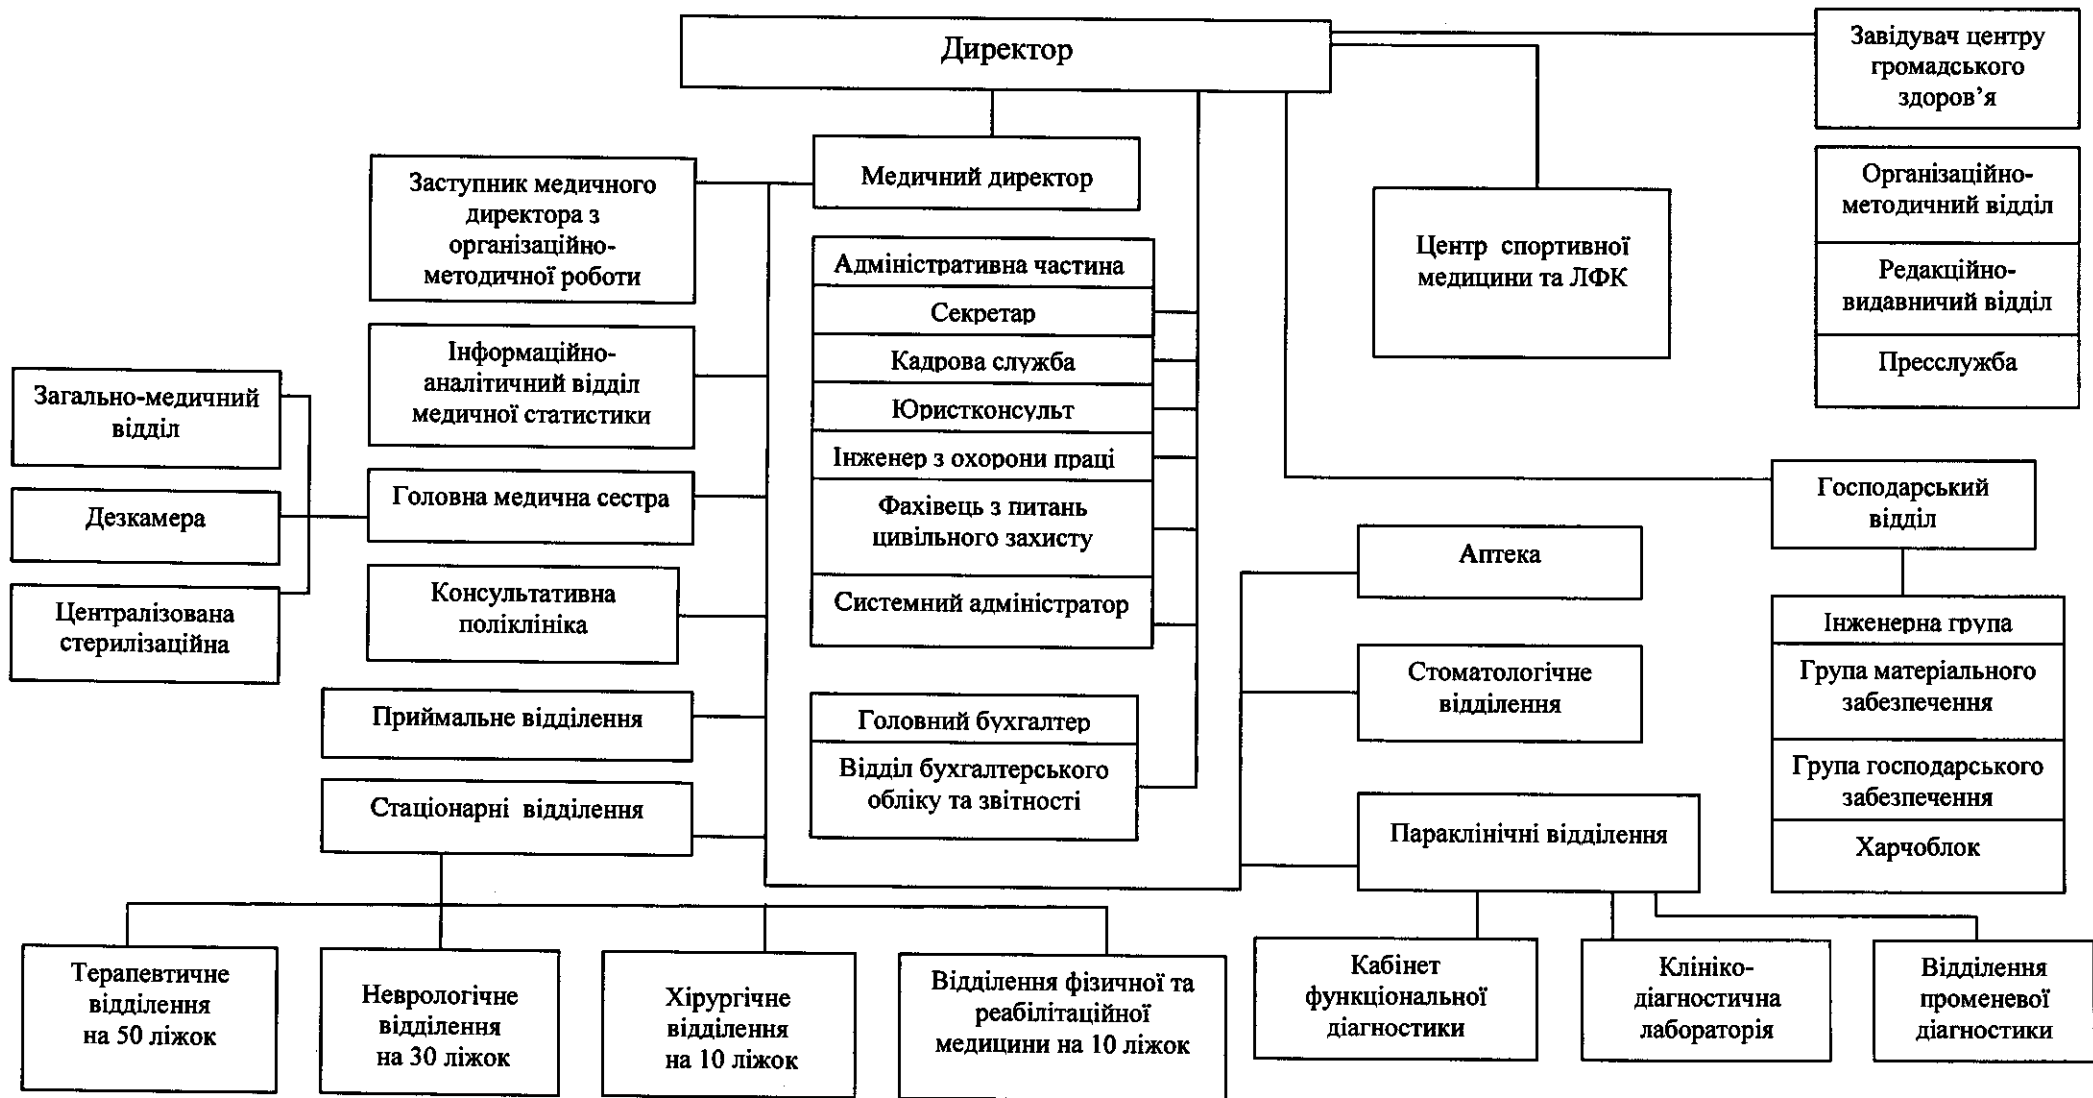 Директор
Завідувач центру
громадського
здоров’я
Організаційно-
методичний відділ
Редакційно-
видавничий відділ
Пресслужба
Медичний директор
Заступник медичного
директора з
організаційно-
методичної роботи
Адміністративна частина
Секретар
Кадрова служба
Юристконсульт
Інженер з охорони праці
Фахівець з питань
цивільного захисту
Системний адміністратор
Центр спортивної
медицини та ЛФК
Інформаційно-
аналітичний відділ
медичної статистики
Загально-медичний
відділ
Головна медична сестра
Дезкамера
Централізована
стерилізаційна
Консультативна
поліклініка
Господарський
відділ
Аптека
Інженерна група
Група матеріального
забезпечення
Група господарського
забезпечення
Харчоблок
Стоматологічне
відділення
Приймальне відділення
Головний бухгалтер
Відділ бухгалтерського
обліку та звітності
Стаціонарні відділення
Параклінічні відділення
Терапевтичне
відділення
на 50 ліжок
Неврологічне
відділення
на 30 ліжок
Хірургічне
відділення
на 10 ліжок
Відділення фізичної та
реабілітаційної
медицини на 10 ліжок
Кабінет
функціональної
діагностики
Клініко-
діагностична
лабораторія
Відділення
променевої
діагностики